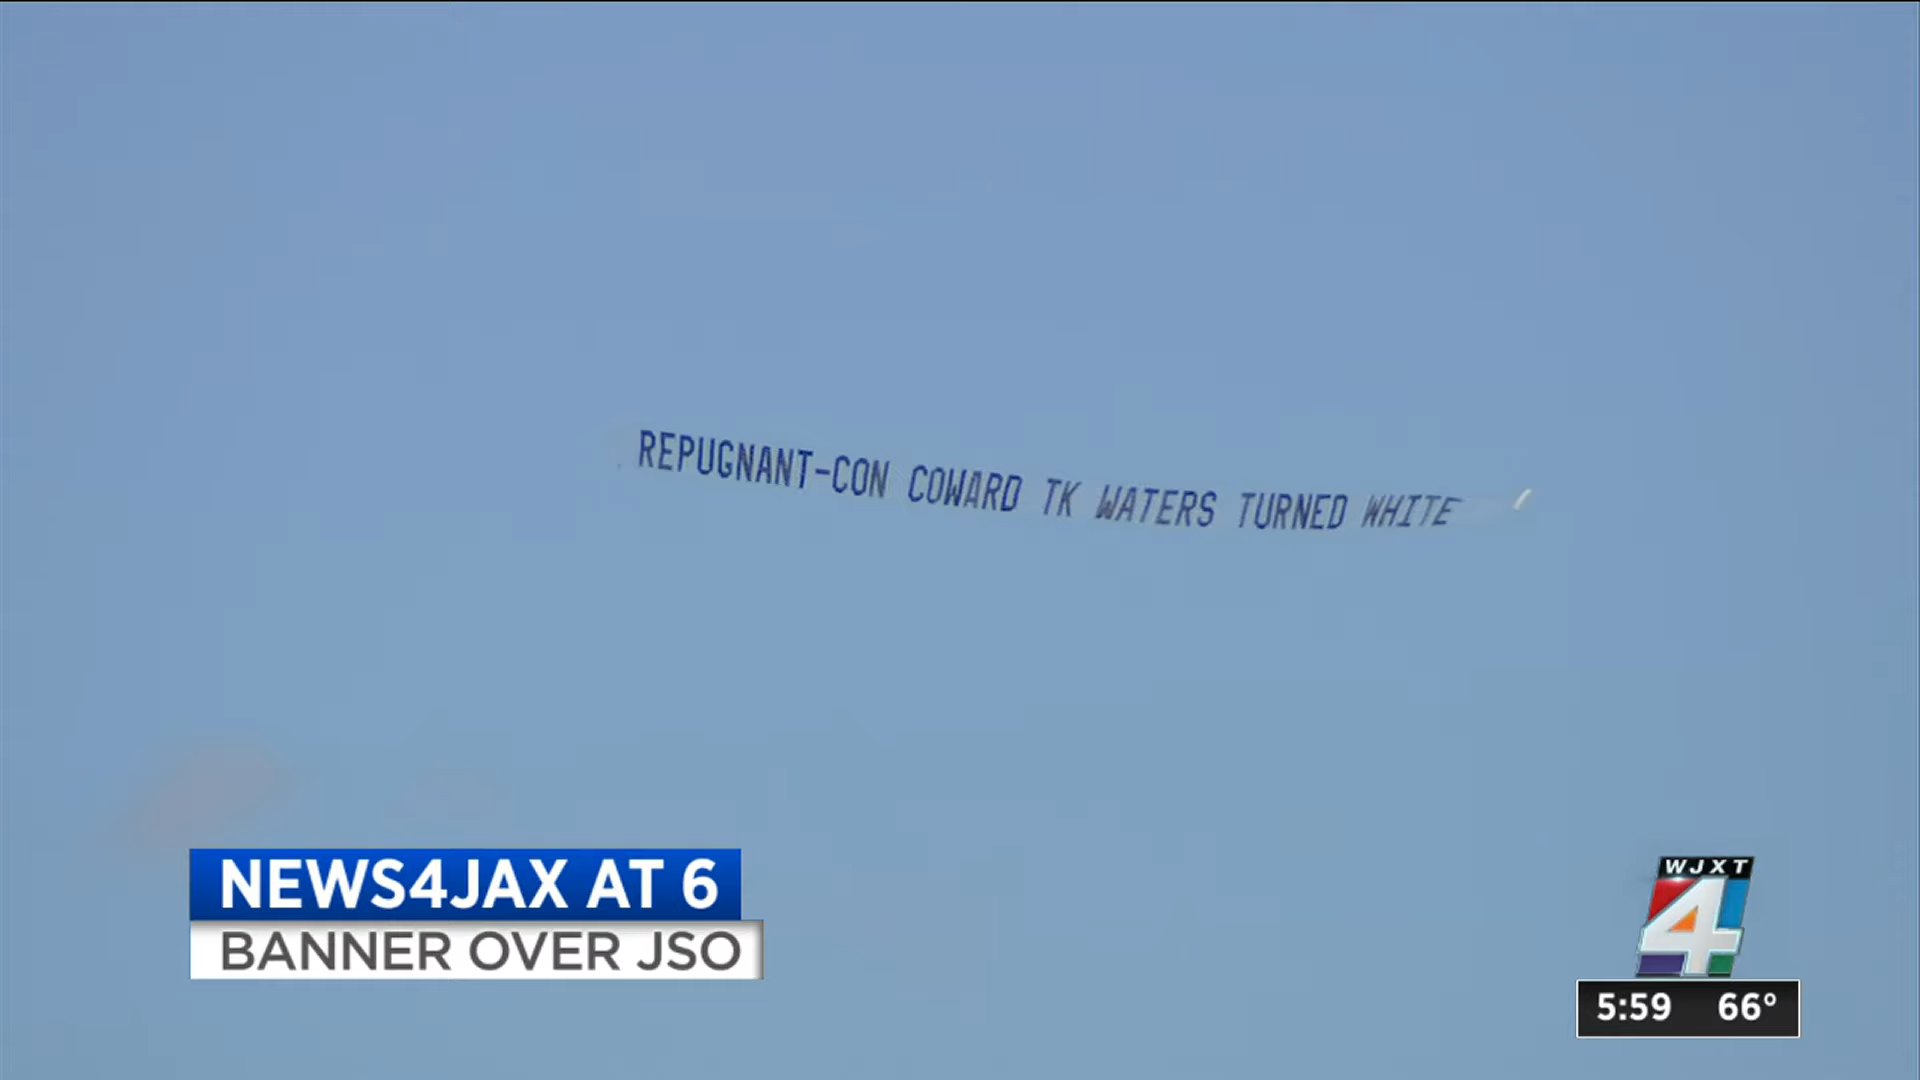 REPUGNANT-CON COWARD TK WATERS TURNED WHITE
NEWS4JAX AT 6
BANNER OVER JSO
WJXT
4
5:59 66°